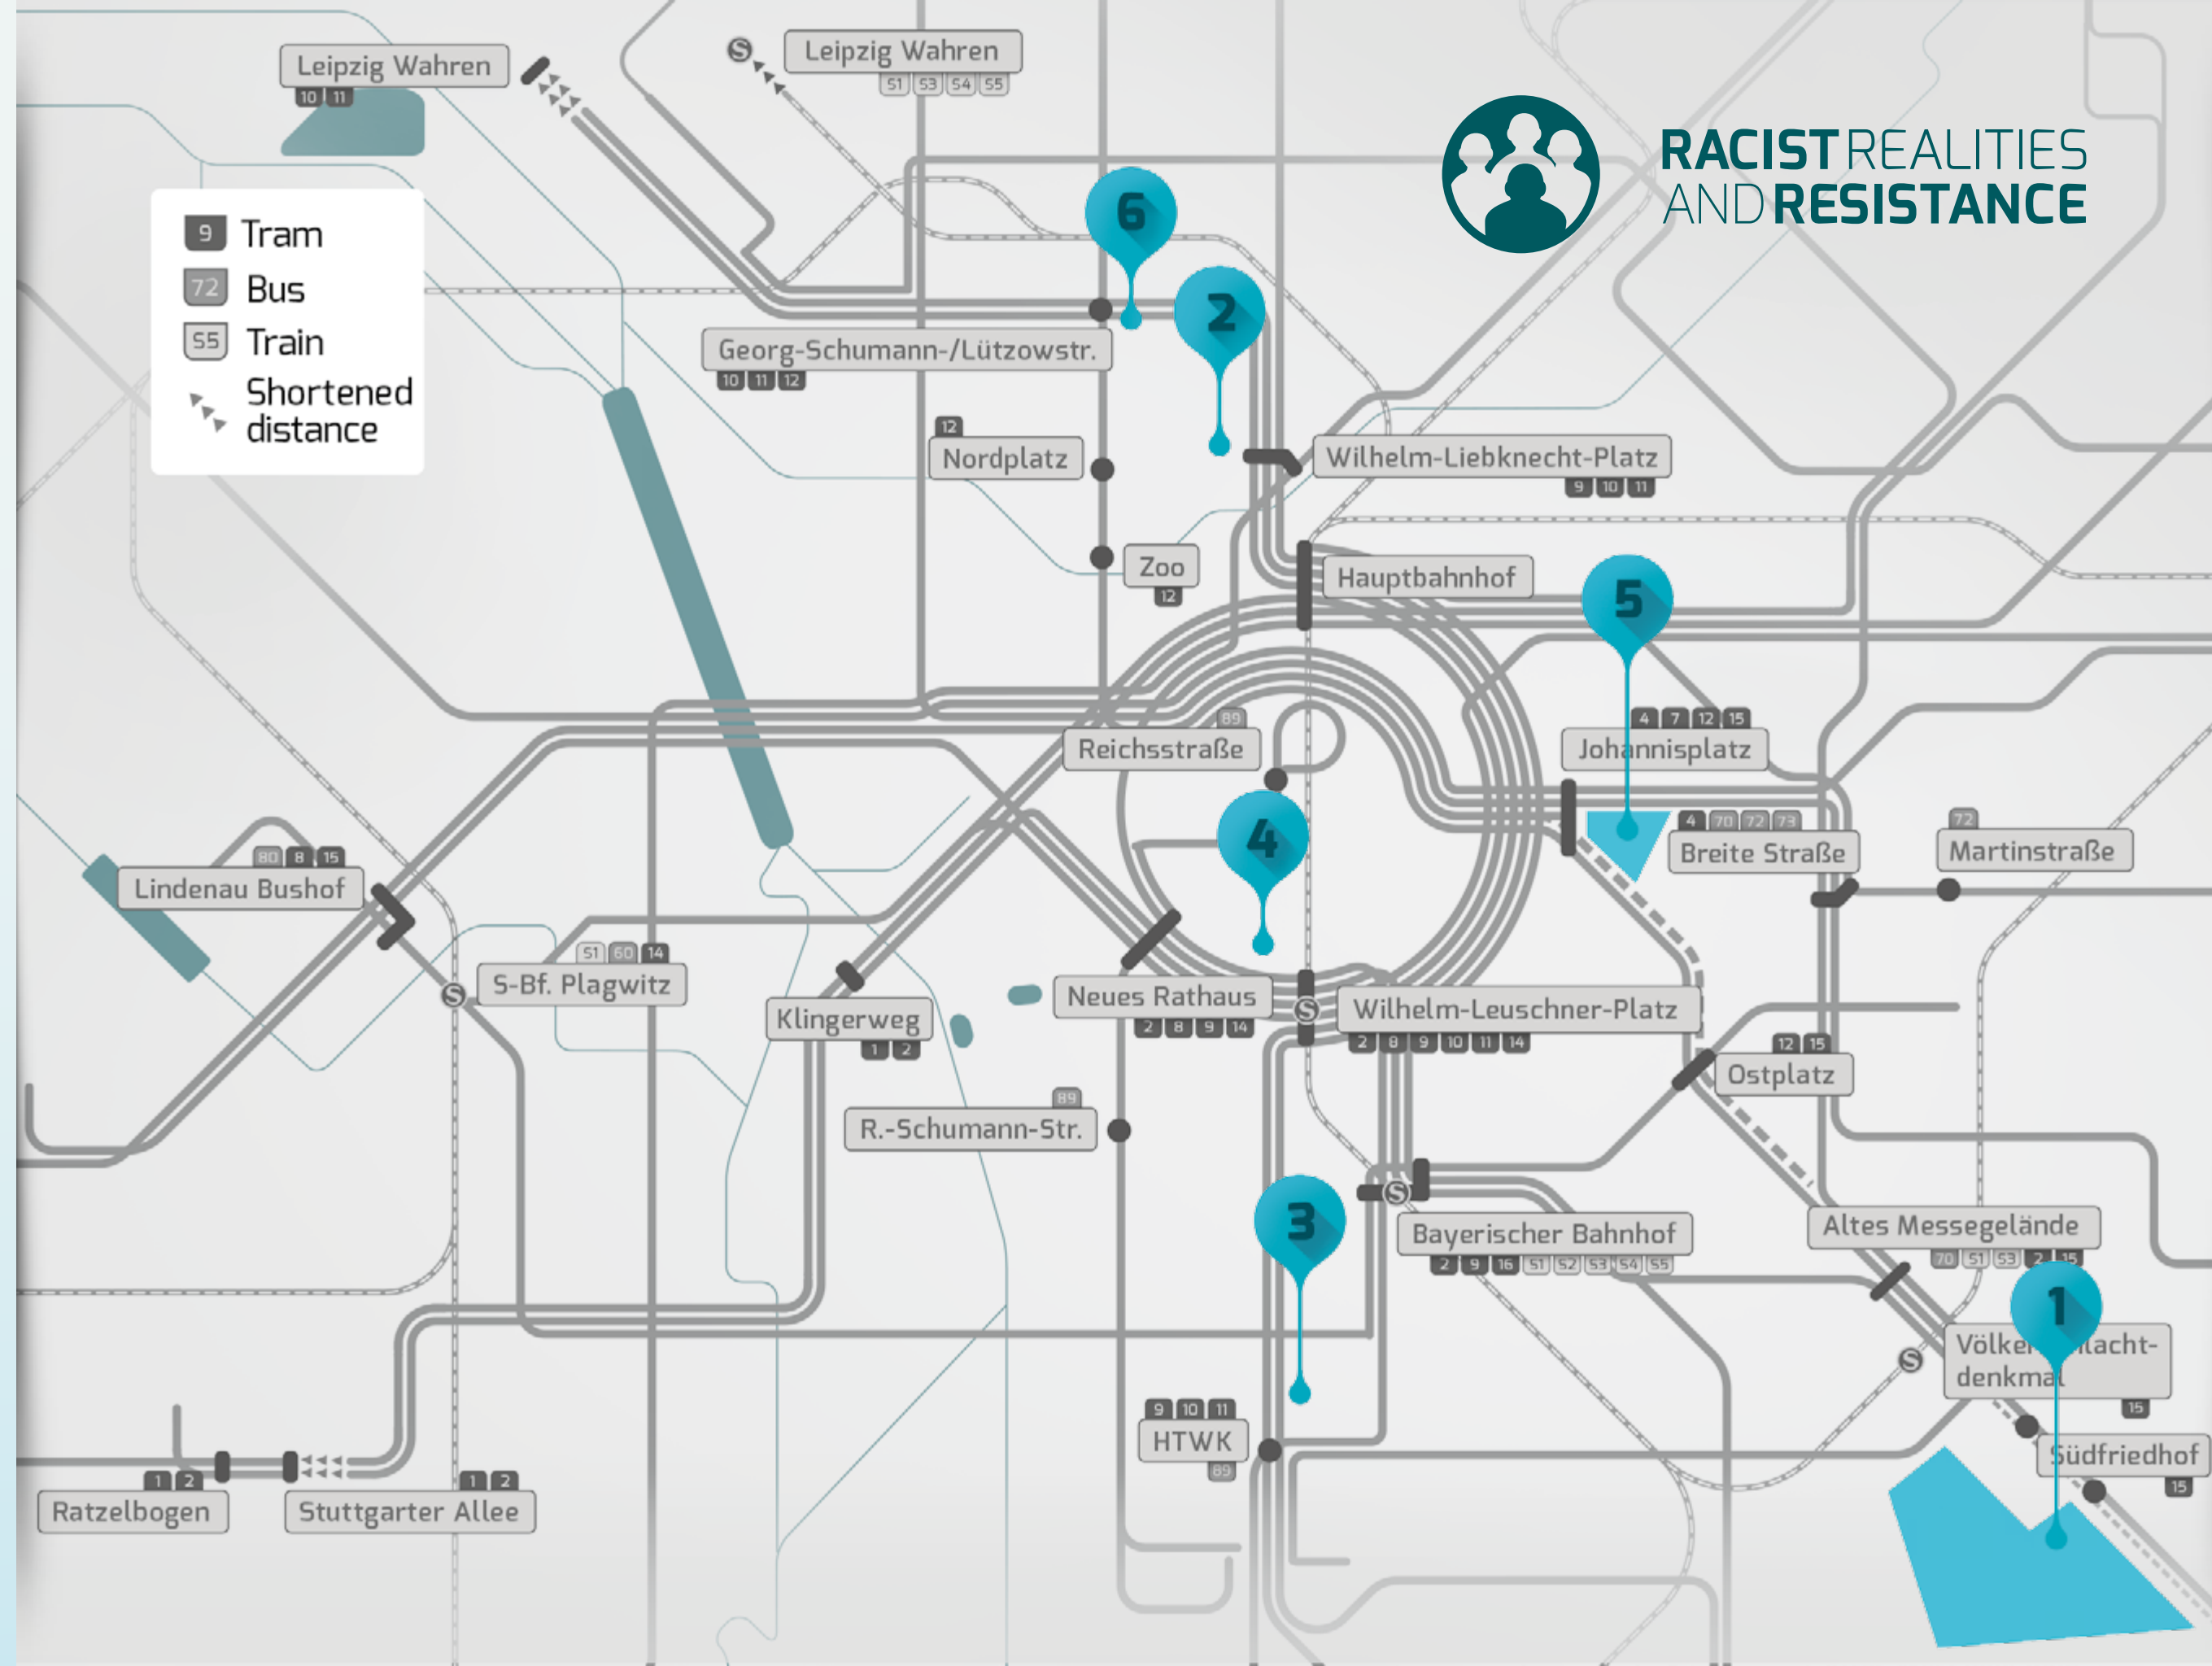 Leipzig Wahren
10 11
S
Leipzig Wahren
S1 S3 S4 S5
RACIST REALITIES
AND RESISTANCE
9 Tram
72 Bus
S5 Train
Shortened
distance
6
2
Georg-Schumann-/Lützowstr.
10 11 12
12
Nordplatz
Wilhelm-Liebknecht-Platz
9 10 11
Zoo
12
Hauptbahnhof
5
89
Reichsstraße
4 7 12 15
Johannisplatz
4
4 70 72 73
Breite Straße
72
Martinstraße
80 8 15
Lindenau Bushof
S1 60 14
S-Bf. Plagwitz
S
Klingerweg
1 2
Neues Rathaus
2 8 9 14
S
Wilhelm-Leuschner-Platz
2 8 9 10 11 14
12 15
Ostplatz
89
R.-Schumann-Str.
3
S
Bayerischer Bahnhof
2 9 16 S1 S2 S3 S4 S5
Altes Messegelände
70 S1 S3 2 15
1
S
denkmal
15
9 10 11
HTWK
89
Südfriedhof
15
1 2
Ratzelbogen
1 2
Stuttgarter Allee